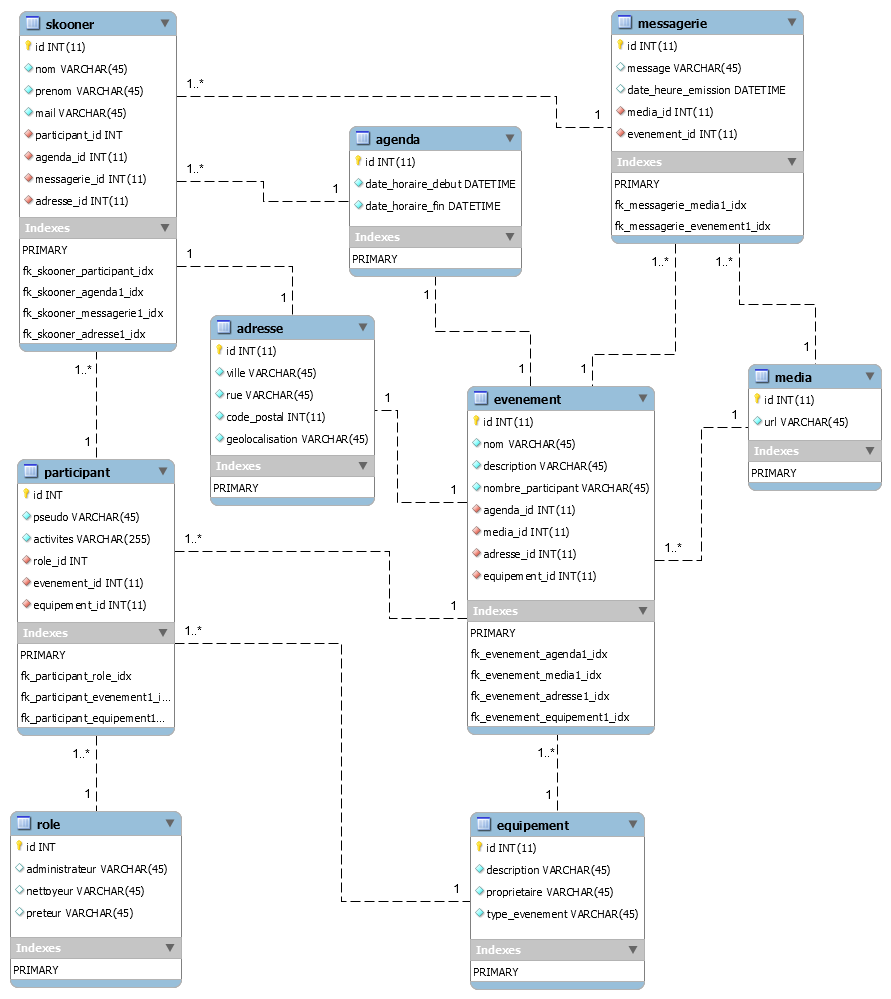 skooner
id INT(11)
nom VARCHAR(45)
prenom VARCHAR(45)
mail VARCHAR(45)
participant_id INT
agenda_id INT(11)
messagerie_id INT(11)
adresse_id INT(11)
Indexes
PRIMARY
fk_skooner_participant_idx
fk_skooner_agenda1_idx
fk_skooner_messagerie1_idx
fk_skooner_adresse1_idx
1..*
1
1..*
1
1
1
1..*
1
messagerie
id INT(11)
message VARCHAR(45)
date_heure_emission DATETIME
media_id INT(11)
evenement_id INT(11)
Indexes
PRIMARY
fk_messagerie_media1_idx
fk_messagerie_evenement1_idx
1..*
1..*
1
1
agenda
id INT(11)
date_horaire_debut DATETIME
date_horaire_fin DATETIME
Indexes
PRIMARY
1
1
adresse
id INT(11)
ville VARCHAR(45)
rue VARCHAR(45)
code_postal INT(11)
geolocalisation VARCHAR(45)
Indexes
PRIMARY
1
1
media
id INT(11)
url VARCHAR(45)
Indexes
PRIMARY
1
1..*
evenement
id INT(11)
nom VARCHAR(45)
description VARCHAR(45)
nombre_participant VARCHAR(45)
agenda_id INT(11)
media_id INT(11)
adresse_id INT(11)
equipement_id INT(11)
Indexes
PRIMARY
fk_evenement_agenda1_idx
fk_evenement_media1_idx
fk_evenement_adresse1_idx
fk_evenement_equipement1_idx
1..*
1
participant
id INT
pseudo VARCHAR(45)
activites VARCHAR(255)
role_id INT
evenement_id INT(11)
equipement_id INT(11)
Indexes
PRIMARY
fk_participant_role_idx
fk_participant_evenement1_i...
fk_participant_equipement1...
1..*
1
1..*
1
1..*
1
role
id INT
administrateur VARCHAR(45)
nettoyeur VARCHAR(45)
preteur VARCHAR(45)
Indexes
PRIMARY
equipement
id INT(11)
description VARCHAR(45)
proprietaire VARCHAR(45)
type_evenement VARCHAR(45)
Indexes
PRIMARY